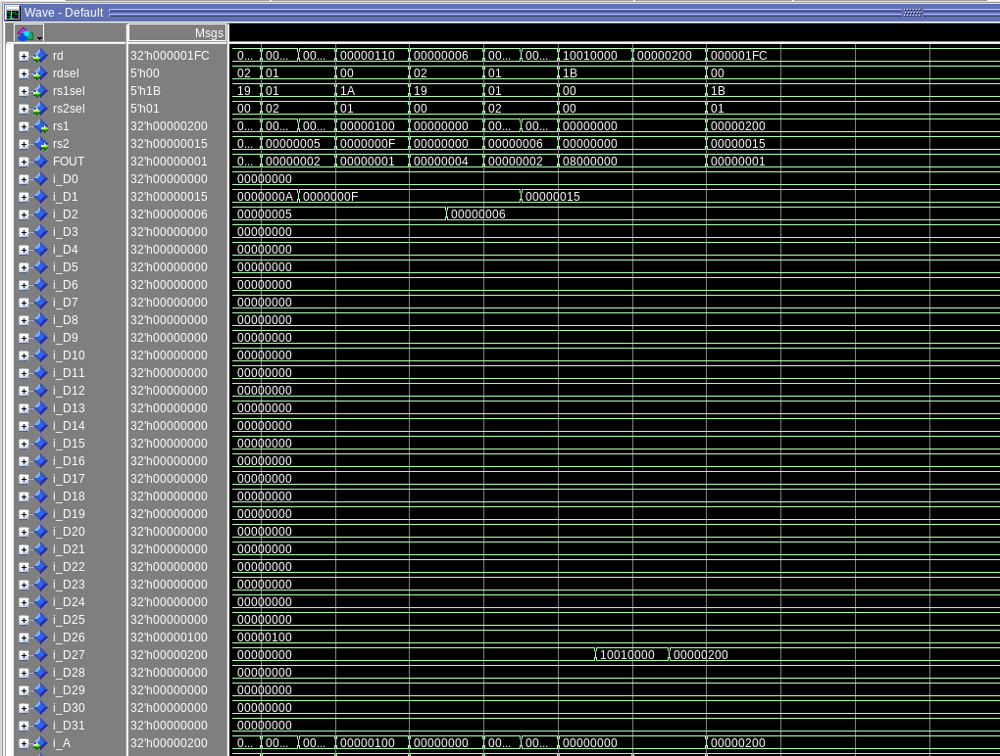 Wave - Default
Msgs
rd 32'h000001FC 0... 00... 00... 00000110 00000006 00... 00... 10010000 00000200 000001FC
rdsel 5'h00 02 01 00 02 01 1B 00
rs1sel 5'h1B 19 01 1A 19 01 00 1B
rs2sel 5'h01 00 02 01 00 02 00 01
rs1 32'h00000200 0... 00... 00... 00000100 00000000 00... 00... 00000000 00000200
rs2 32'h00000015 0... 00000005 0000000F 00000000 00000006 00000000 00000015
FOUT 32'h00000001 0... 00000002 00000001 00000004 00000002 08000000 00000001
i_D0 32'h00000000 00000000
i_D1 32'h00000015 0000000A 0000000F 00000015
i_D2 32'h00000006 00000005 00000006
i_D3 32'h00000000 00000000
i_D4 32'h00000000 00000000
i_D5 32'h00000000 00000000
i_D6 32'h00000000 00000000
i_D7 32'h00000000 00000000
i_D8 32'h00000000 00000000
i_D9 32'h00000000 00000000
i_D10 32'h00000000 00000000
i_D11 32'h00000000 00000000
i_D12 32'h00000000 00000000
i_D13 32'h00000000 00000000
i_D14 32'h00000000 00000000
i_D15 32'h00000000 00000000
i_D16 32'h00000000 00000000
i_D17 32'h00000000 00000000
i_D18 32'h00000000 00000000
i_D19 32'h00000000 00000000
i_D20 32'h00000000 00000000
i_D21 32'h00000000 00000000
i_D22 32'h00000000 00000000
i_D23 32'h00000000 00000000
i_D24 32'h00000000 00000000
i_D25 32'h00000000 00000000
i_D26 32'h00000100 00000100
i_D27 32'h00000200 00000000 10010000 00000200
i_D28 32'h00000000 00000000
i_D29 32'h00000000 00000000
i_D30 32'h00000000 00000000
i_D31 32'h00000000 00000000
i_A 32'h00000200 0... 00... 00... 00000100 00000000 00... 00... 00000000 00000200